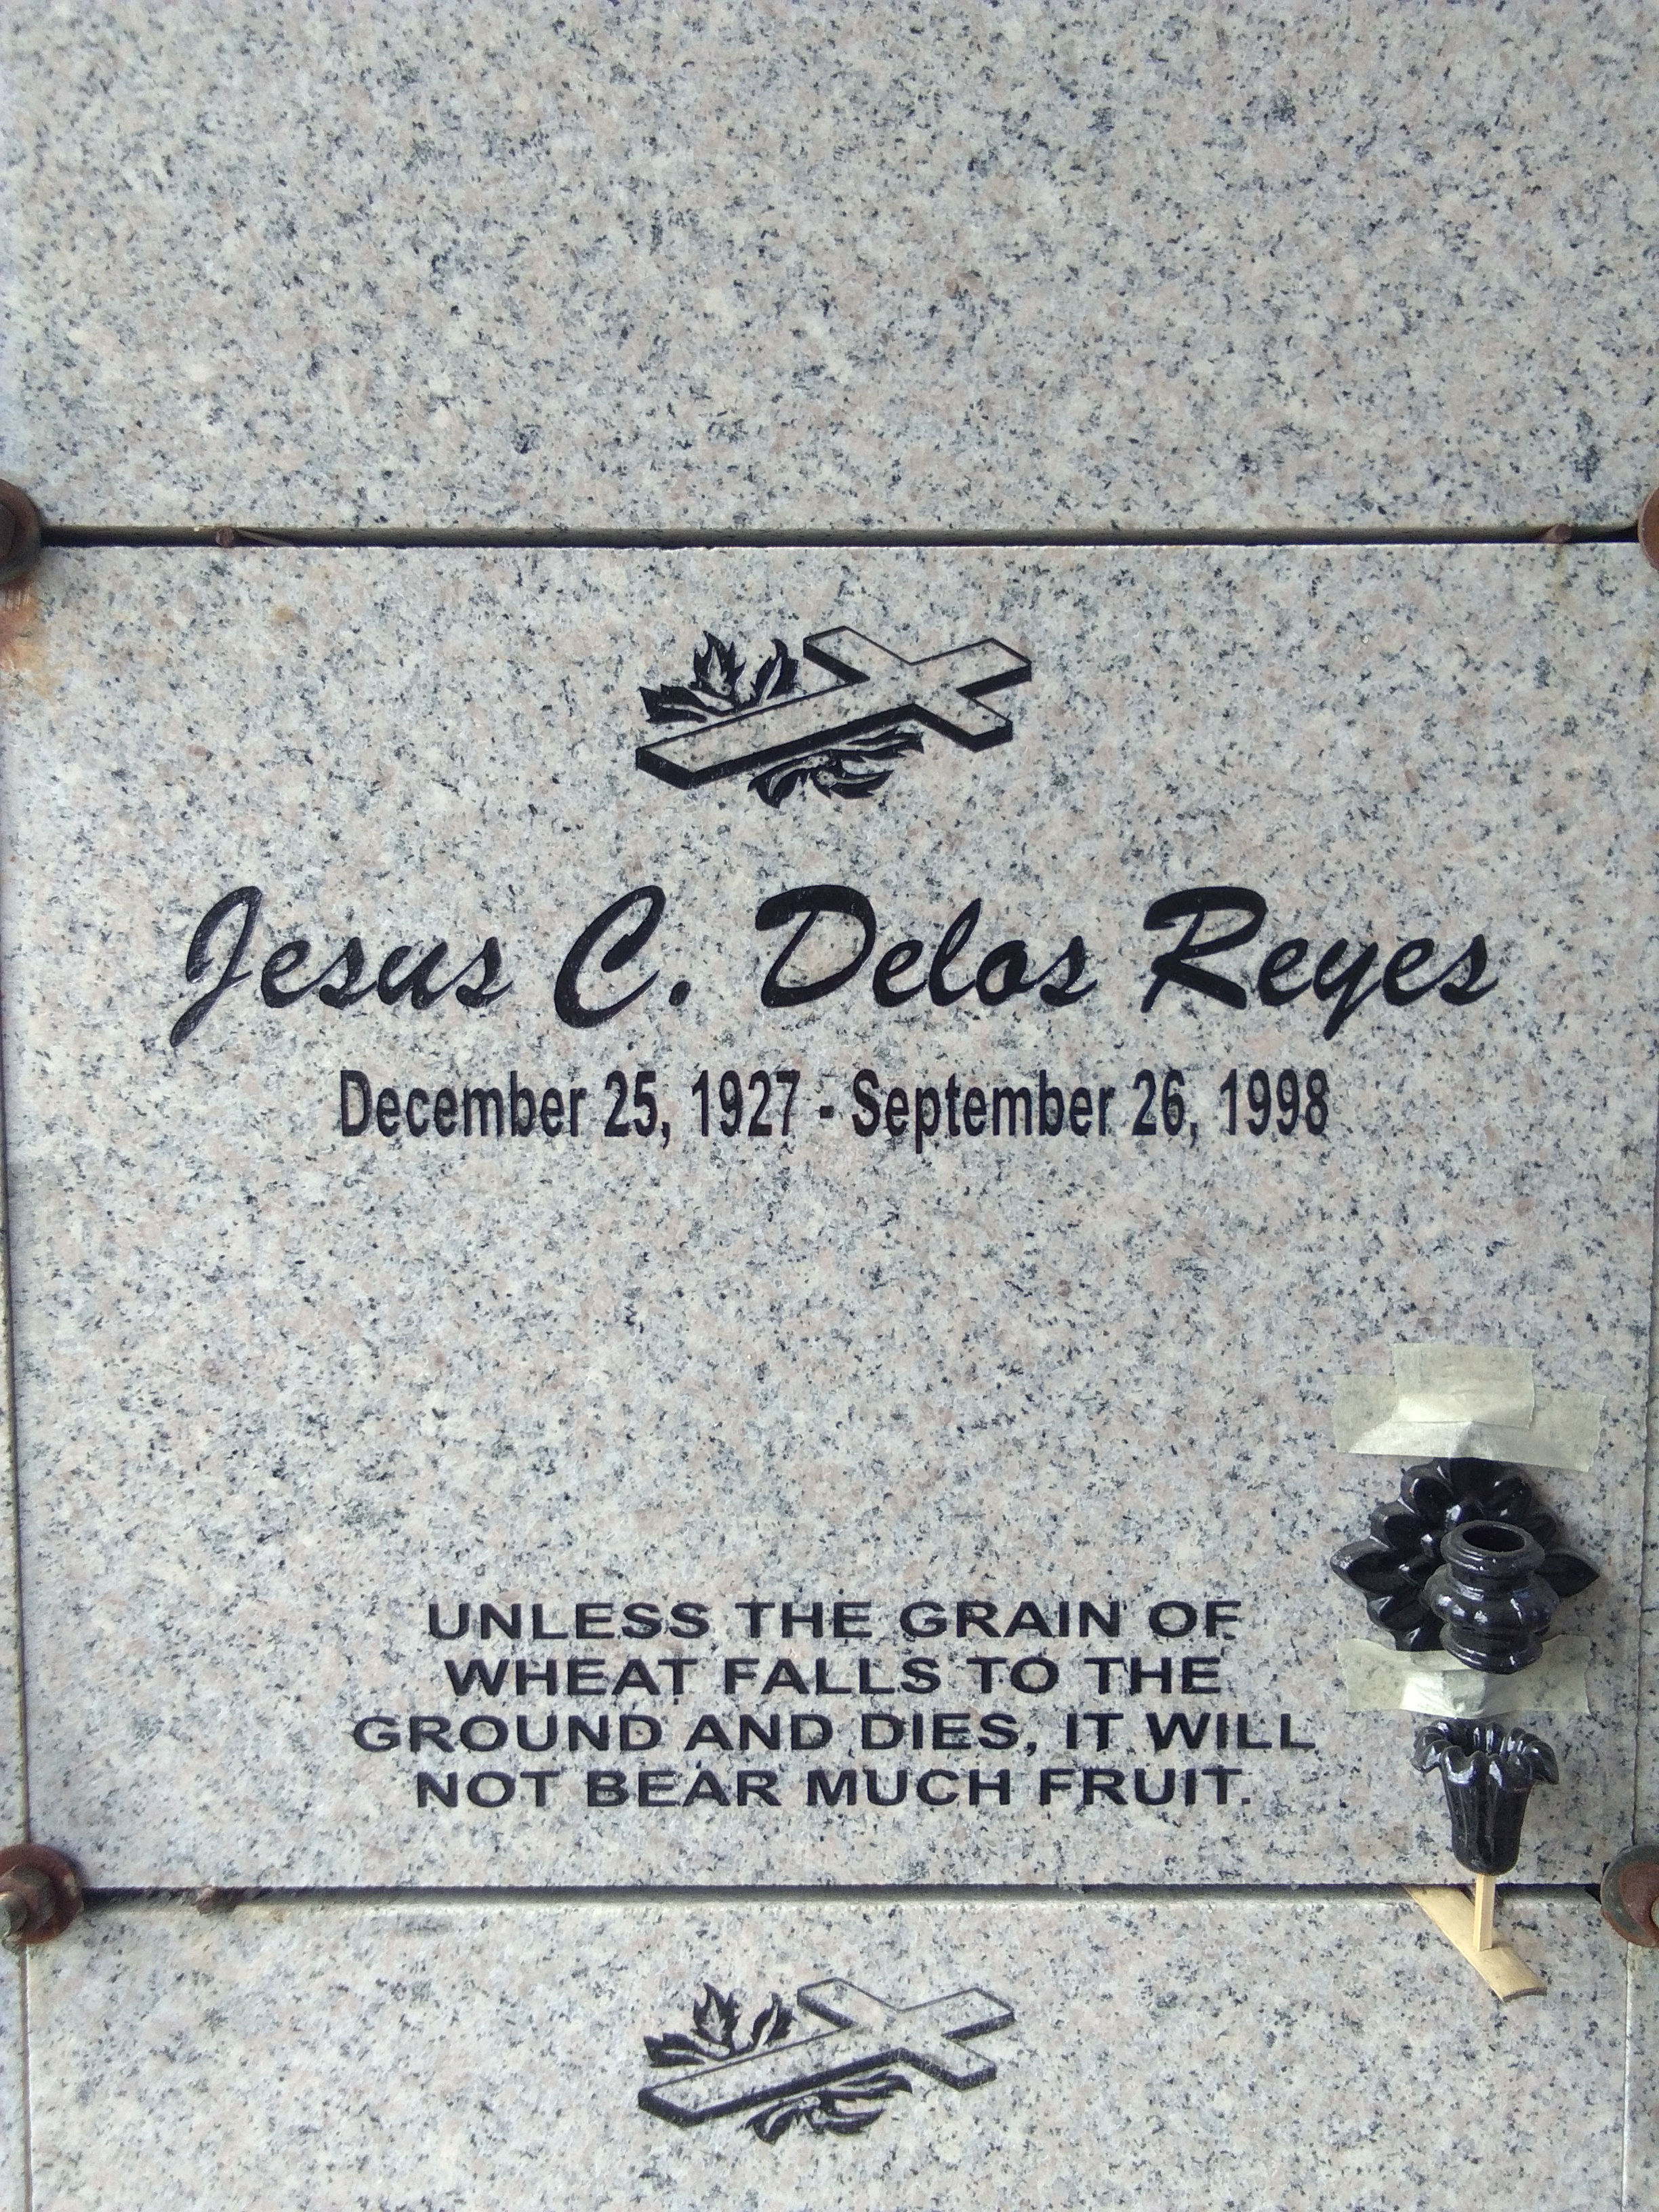 Jesus C. Delos Reyes
December 25, 1927 - September 26, 1998
UNLESS THE GRAIN OF
WHEAT FALLS TO THE
GROUND AND DIES, IT WILL
NOT BEAR MUCH FRUIT.